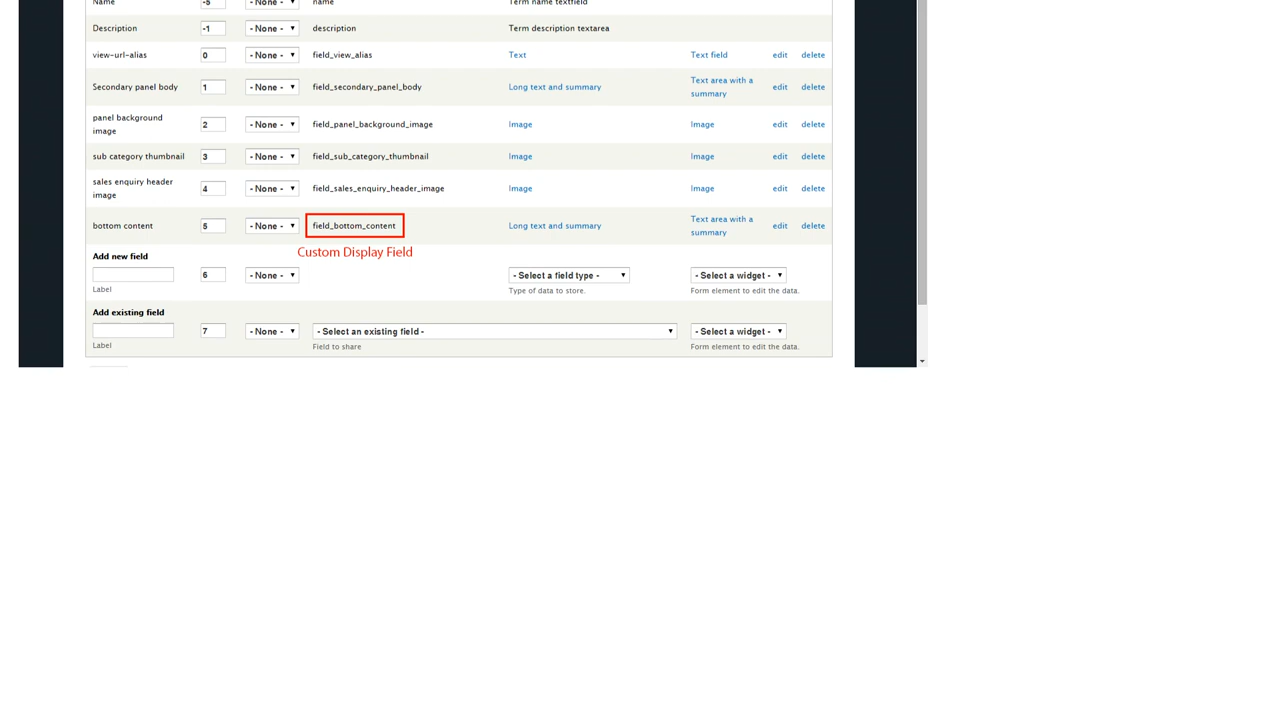 Name -5 - None - name Term name textfield
Description -1 - None - description Term description textarea
view-url-alias 0 - None - field_view_alias Text Text field edit delete
Secondary panel body 1 - None - field_secondary_panel_body Long text and summary Text area with a summary edit delete
panel background image 2 - None - field_panel_background_image Image Image edit delete
sub category thumbnail 3 - None - field_sub_category_thumbnail Image Image edit delete
sales enquiry header image 4 - None - field_sales_enquiry_header_image Image Image edit delete
bottom content 5 - None - field_bottom_content Long text and summary Text area with a summary edit delete
Custom Display Field
Add new field
6 - None - - Select a field type - - Select a widget -
Label Type of data to store. Form element to edit the data.
Add existing field
7 - None - - Select an existing field - - Select a widget -
Label Field to share Form element to edit the data.